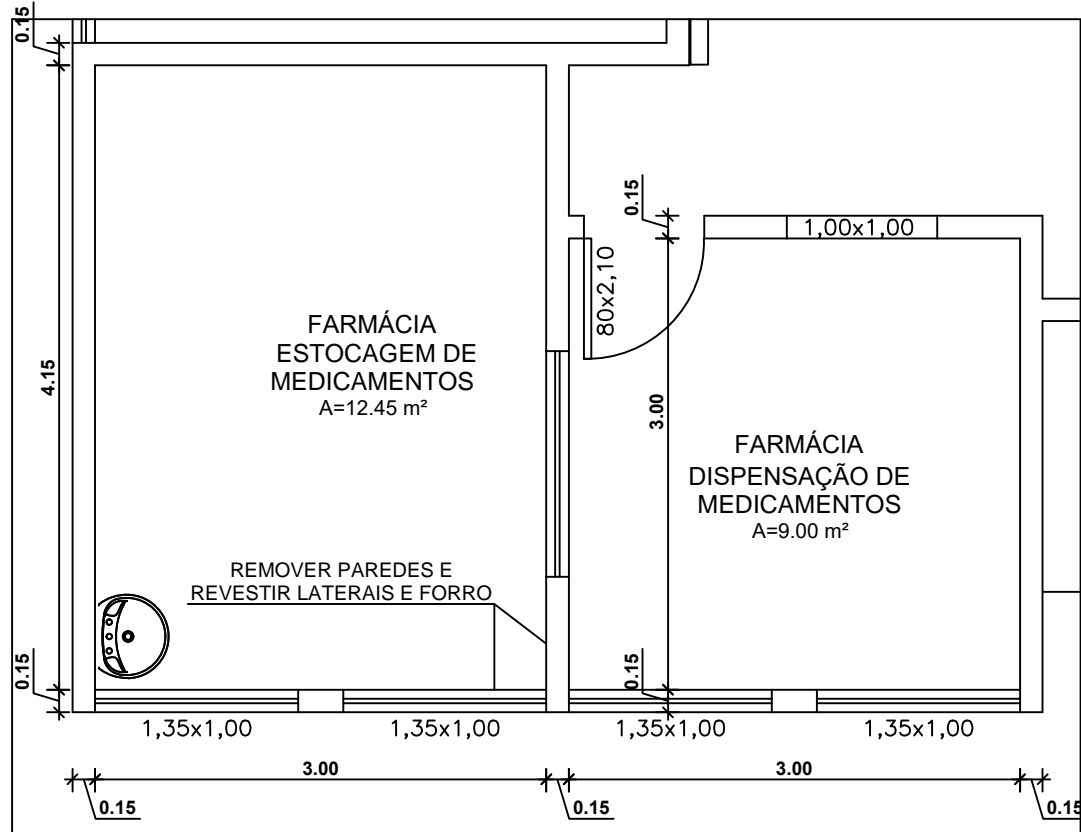 0.15
0.15
1,00x1,00
80x2,10
FARMÁCIA
ESTOCAGEM DE
MEDICAMENTOS
A=12.45 m²
4.15
3.00
FARMÁCIA
DISPENSAÇÃO DE
MEDICAMENTOS
A=9.00 m²
REMOVER PAREDES E
REVESTIR LATERAIS E FORRO
0.15
0.15
1,35x1,00
1,35x1,00
1,35x1,00
1,35x1,00
3.00
3.00
0.15
0.15
0.15